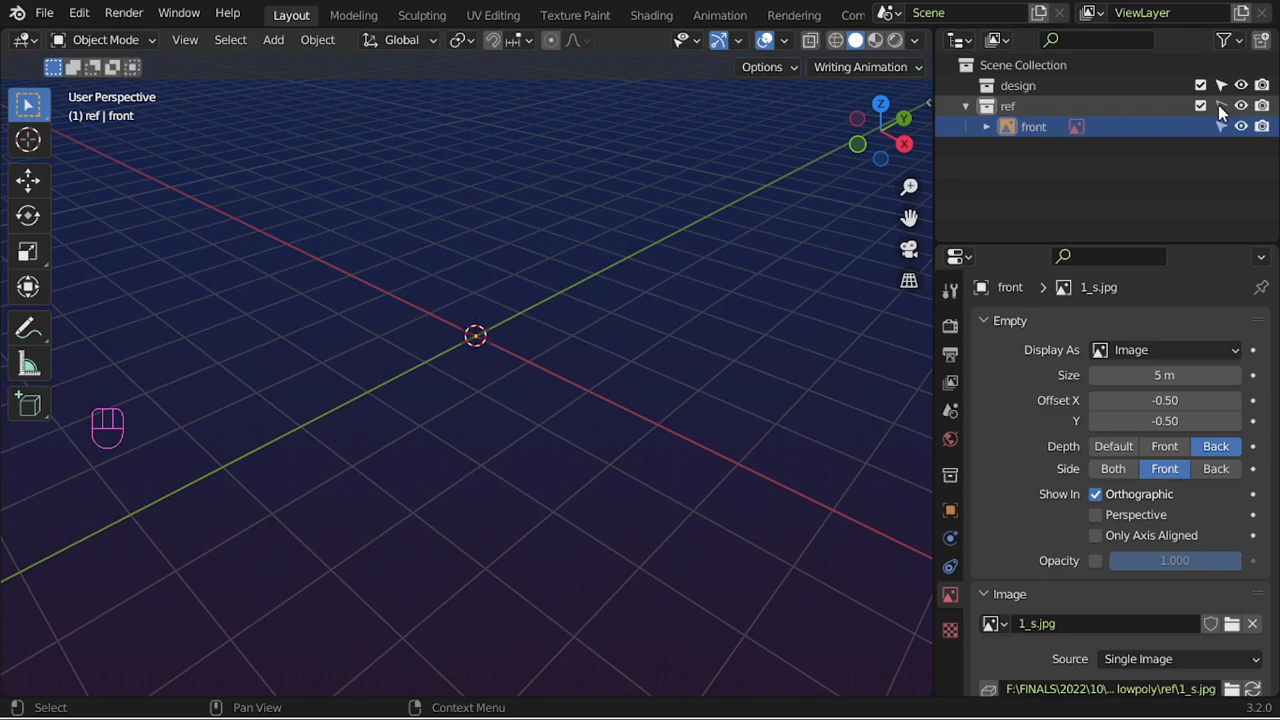 File Edit Render Window Help Layout Modeling Sculpting UV Editing Texture Paint Shading Animation Rendering Com Scene ViewLayer
Object Mode View Select Add Object Global
Options Writing Animation
Scene Collection
design
ref
front
User Perspective
(1) ref | front
Z
Y
X
front > 1_s.jpg
Empty
Display As Image
Size 5 m
Offset X -0.50
Y -0.50
Depth Default Front Back
Side Both Front Back
Show In Orthographic
Perspective
Only Axis Aligned
Opacity 1.000
Image
1_s.jpg
Source Single Image
F:\FINALS\2022\10\... lowpoly\ref\1_s.jpg
Select Pan View Context Menu 3.2.0